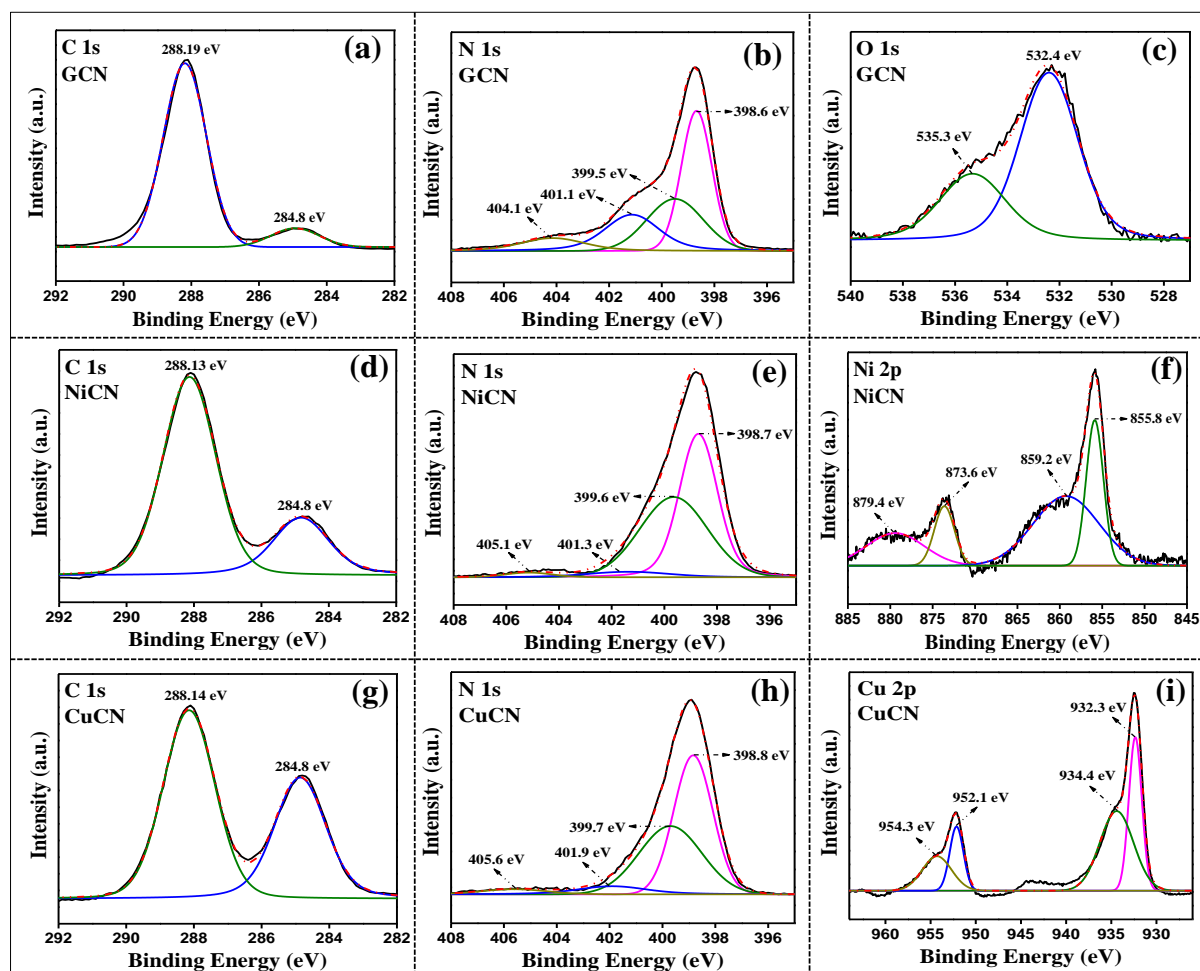 C 1s
GCN
(a)
288.19 eV
284.8 eV
Intensity (a.u.)
292 290 288 286 284 282
Binding Energy (eV)
N 1s
GCN
(b)
398.6 eV
399.5 eV
401.1 eV
404.1 eV
Intensity (a.u.)
408 406 404 402 400 398 396
Binding Energy (eV)
O 1s
GCN
(c)
532.4 eV
535.3 eV
Intensity (a.u.)
540 538 536 534 532 530 528
Binding Energy (eV)
C 1s
NiCN
(d)
288.13 eV
284.8 eV
Intensity (a.u.)
292 290 288 286 284 282
Binding Energy (eV)
N 1s
NiCN
(e)
398.7 eV
399.6 eV
405.1 eV
401.3 eV
Intensity (a.u.)
408 406 404 402 400 398 396
Binding Energy (eV)
Ni 2p
NiCN
(f)
855.8 eV
859.2 eV
873.6 eV
879.4 eV
Intensity (a.u.)
885 880 875 870 865 860 855 850 845
Binding Energy (eV)
C 1s
CuCN
(g)
288.14 eV
284.8 eV
Intensity (a.u.)
292 290 288 286 284 282
Binding Energy (eV)
N 1s
CuCN
(h)
398.8 eV
399.7 eV
405.6 eV
401.9 eV
Intensity (a.u.)
408 406 404 402 400 398 396
Binding Energy (eV)
Cu 2p
CuCN
(i)
932.3 eV
934.4 eV
952.1 eV
954.3 eV
Intensity (a.u.)
960 955 950 945 940 935 930
Binding Energy (eV)